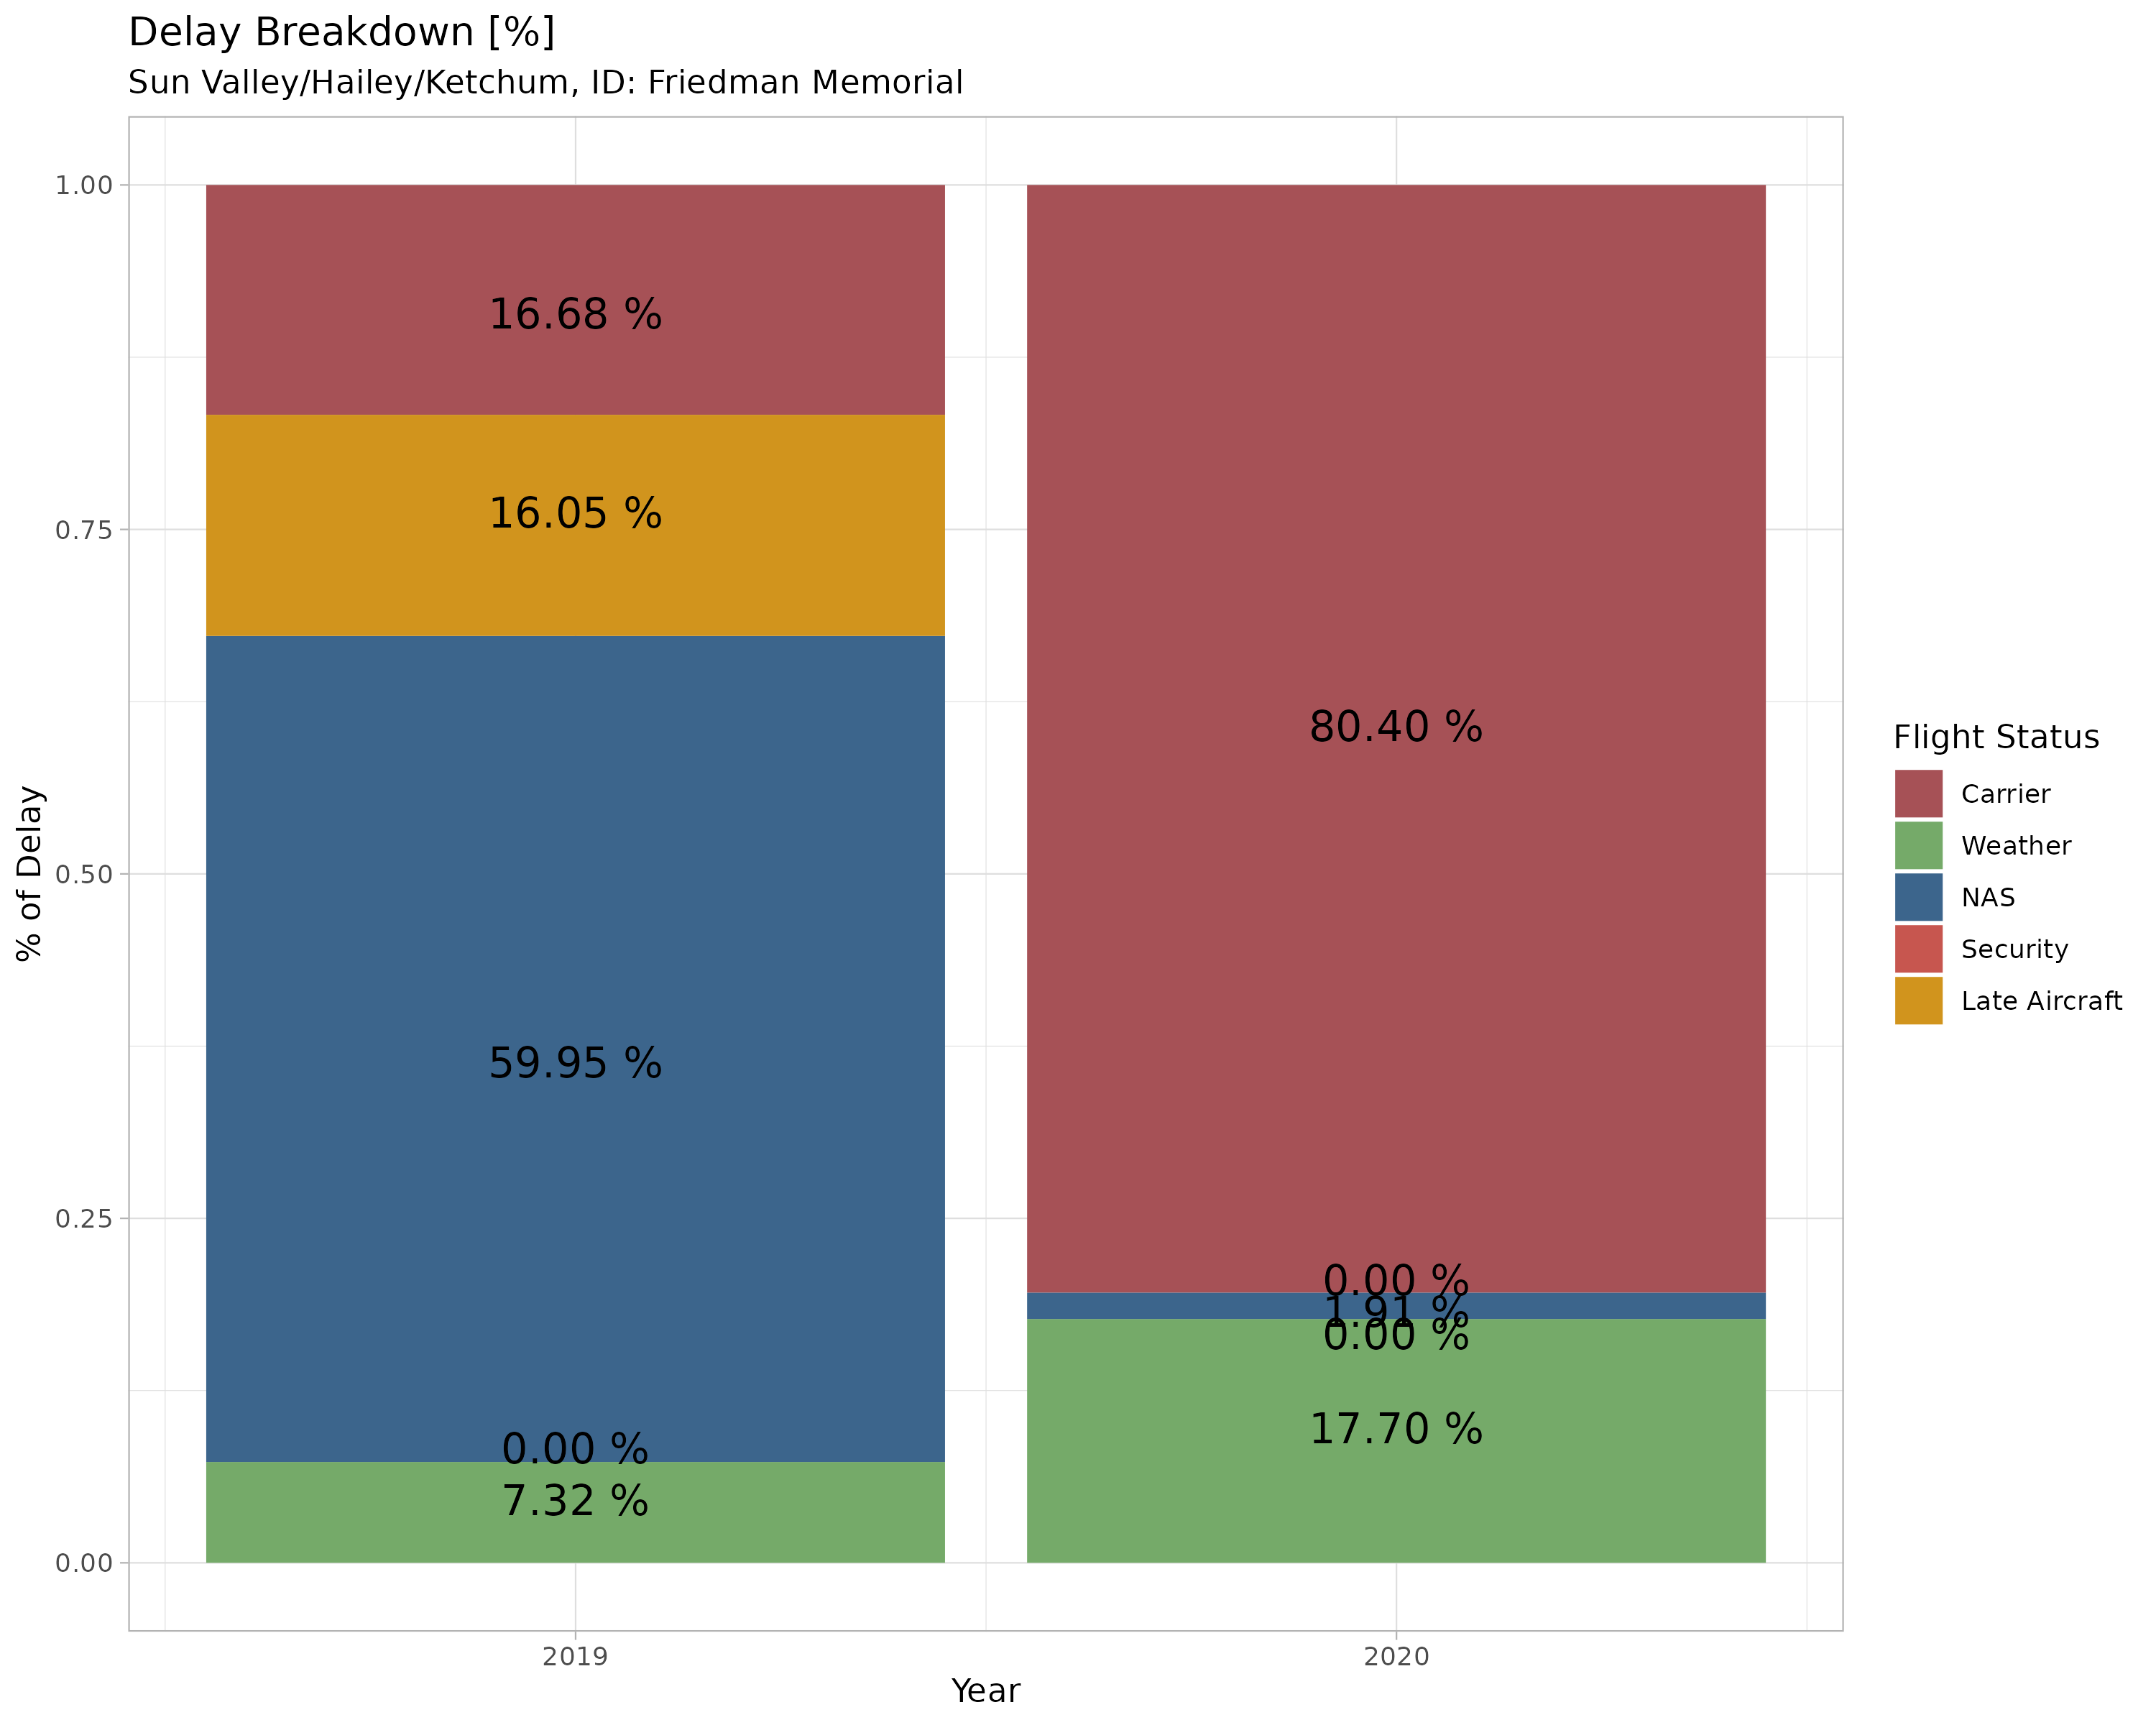 Delay Breakdown [%]
Sun Valley/Hailey/Ketchum, ID: Friedman Memorial
% of Delay
1.00
0.75
0.50
0.25
0.00
16.68 %
16.05 %
59.95 %
0.00 %
7.32 %
80.40 %
0.00 %
1.91 %
0.00 %
17.70 %
2019
2020
Year
Flight Status
Carrier
Weather
NAS
Security
Late Aircraft